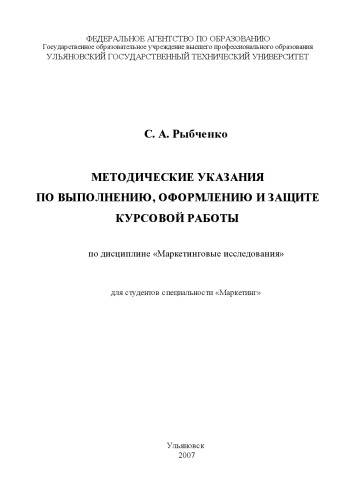 ФЕДЕРАЛЬНОЕ АГЕНТСТВО ПО ОБРАЗОВАНИЮ
Государственное образовательное учреждение высшего профессионального образования
УЛЬЯНОВСКИЙ ГОСУДАРСТВЕННЫЙ ТЕХНИЧЕСКИЙ УНИВЕРСИТЕТ
С. А. Рыбченко
МЕТОДИЧЕСКИЕ УКАЗАНИЯ
ПО ВЫПОЛНЕНИЮ, ОФОРМЛЕНИЮ И ЗАЩИТЕ
КУРСОВОЙ РАБОТЫ
по дисциплине «Маркетинговые исследования»
для студентов специальности «Маркетинг»
Ульяновск
2007